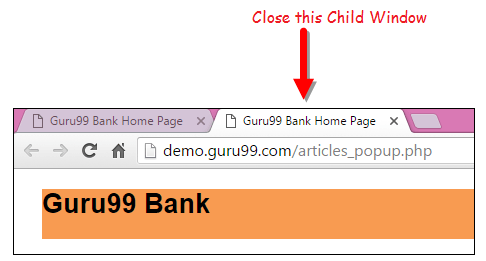 Close this Child Window
Guru99 Bank Home Page
Guru99 Bank Home Page
demo.guru99.com/articles_popup.php
Guru99 Bank